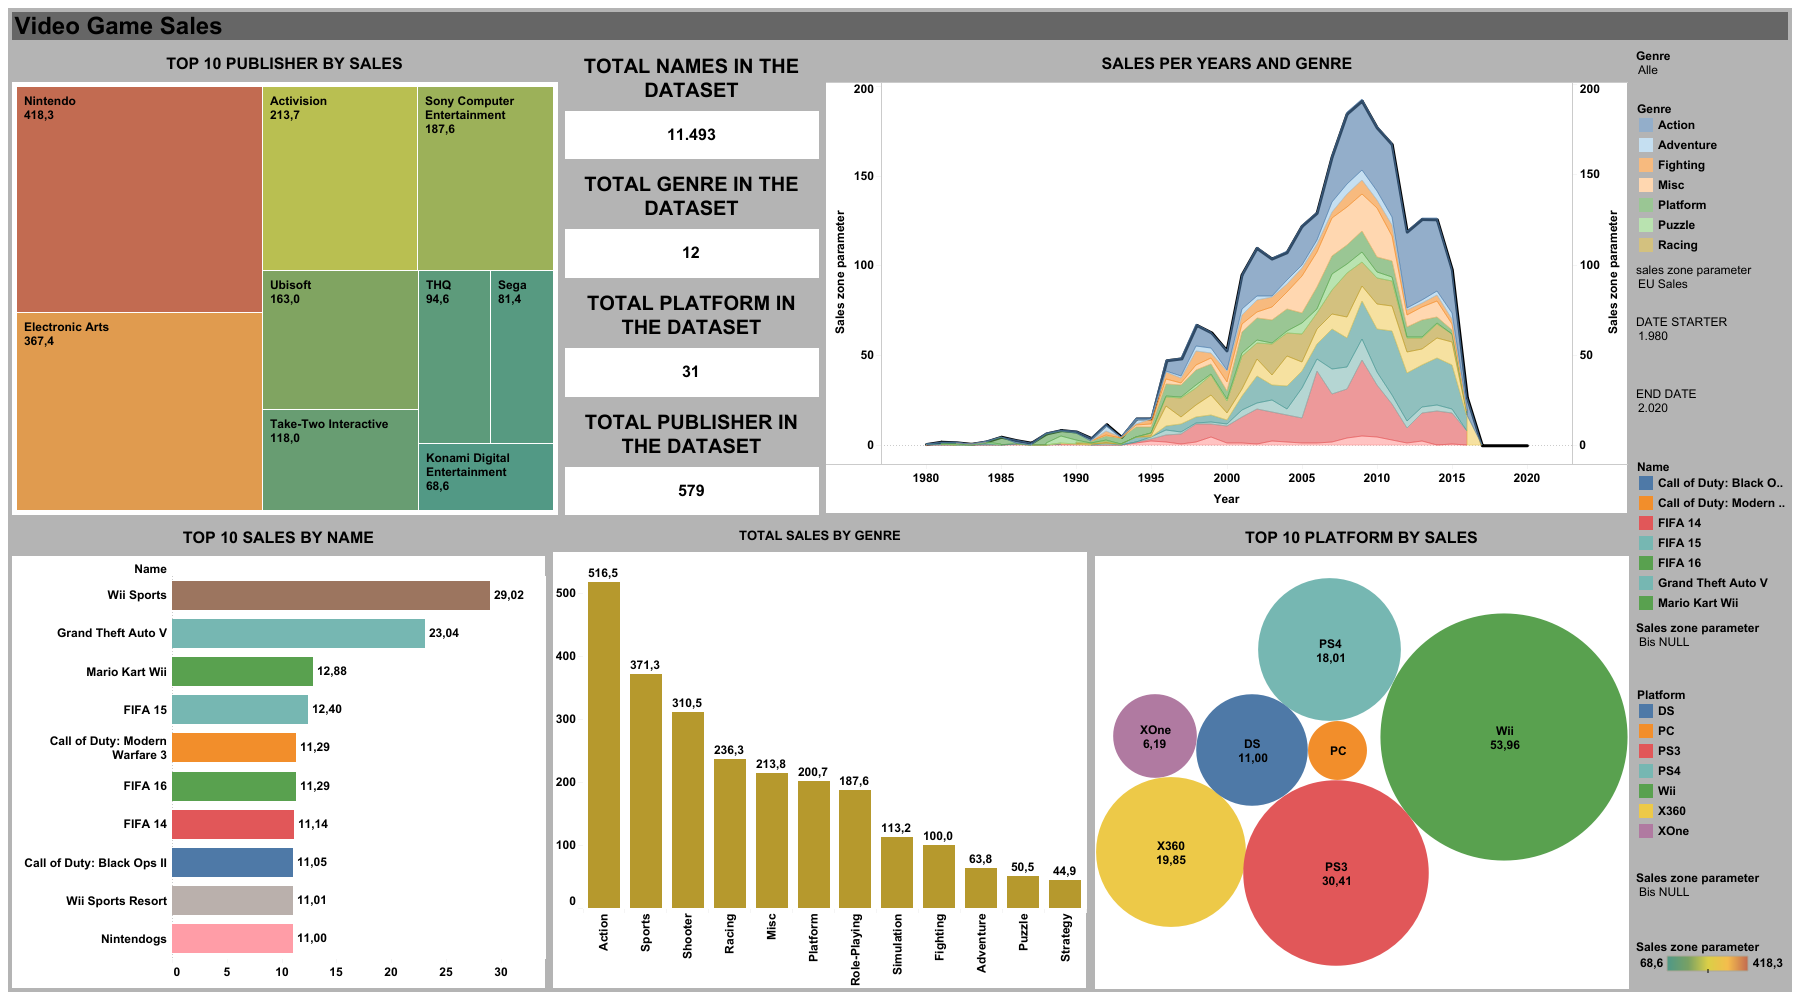 Video Game Sales
TOP 10 PUBLISHER BY SALES
Nintendo
418,3
Activision
213,7
Sony Computer
Entertainment
187,6
Electronic Arts
367,4
Ubisoft
163,0
THQ
94,6
Sega
81,4
Take-Two Interactive
118,0
Konami Digital
Entertainment
68,6
TOTAL NAMES IN THE
DATASET
11.493
TOTAL GENRE IN THE
DATASET
12
TOTAL PLATFORM IN
THE DATASET
31
TOTAL PUBLISHER IN
THE DATASET
579
SALES PER YEARS AND GENRE
Sales zone parameter
200
150
100
50
0
200
150
100
50
0
Sales zone parameter
1980 1985 1990 1995 2000 2005 2010 2015 2020
Year
Genre
Alle
Genre
Action
Adventure
Fighting
Misc
Platform
Puzzle
Racing
sales zone parameter
EU Sales
DATE STARTER
1.980
END DATE
2.020
Name
Call of Duty: Black O..
Call of Duty: Modern ..
FIFA 14
FIFA 15
FIFA 16
Grand Theft Auto V
Mario Kart Wii
Sales zone parameter
Bis NULL
Platform
DS
PC
PS3
PS4
Wii
X360
XOne
Sales zone parameter
Bis NULL
Sales zone parameter
68,6 418,3
TOP 10 SALES BY NAME
Name
Wii Sports 29,02
Grand Theft Auto V 23,04
Mario Kart Wii 12,88
FIFA 15 12,40
Call of Duty: Modern
Warfare 3 11,29
FIFA 16 11,29
FIFA 14 11,14
Call of Duty: Black Ops II 11,05
Wii Sports Resort 11,01
Nintendogs 11,00
0 5 10 15 20 25 30
TOTAL SALES BY GENRE
500
400
300
200
100
0
516,5
371,3
310,5
236,3
213,8
200,7
187,6
113,2
100,0
63,8
50,5
44,9
Action
Sports
Shooter
Racing
Misc
Platform
Role-Playing
Simulation
Fighting
Adventure
Puzzle
Strategy
TOP 10 PLATFORM BY SALES
PS4
18,01
XOne
6,19
DS
11,00
PC
Wii
53,96
X360
19,85
PS3
30,41